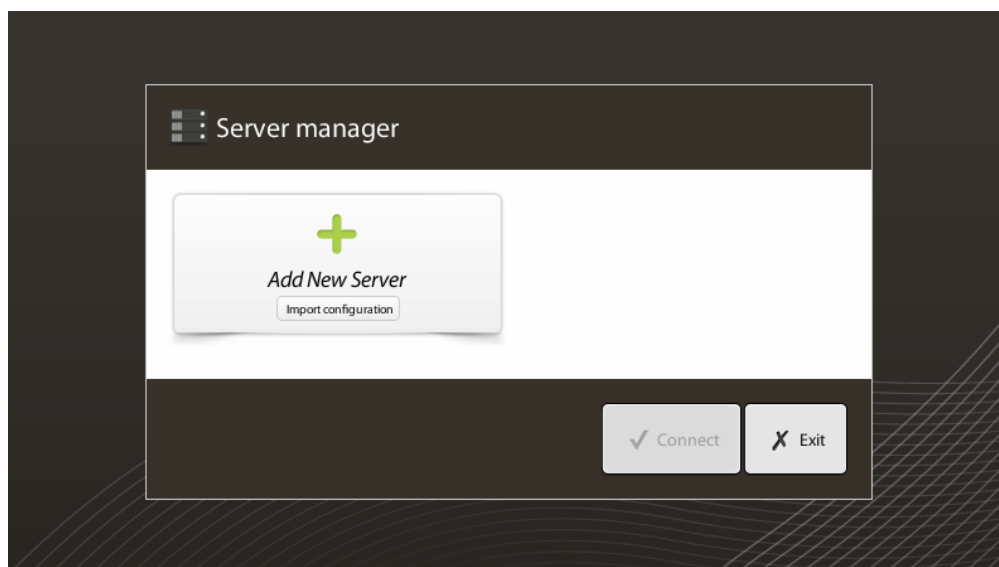 Server manager
Add New Server
Import configuration
Connect
Exit